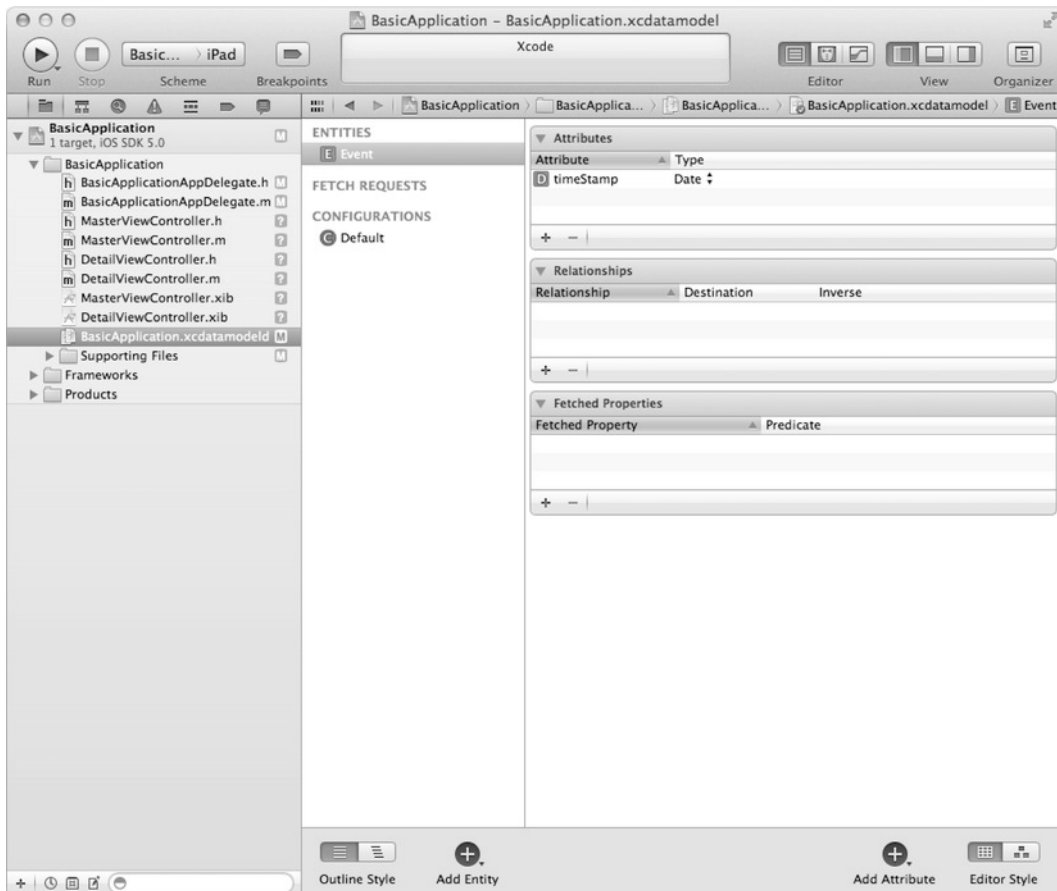 BasicApplication – BasicApplication.xcdatamodel
Basic... iPad
Xcode
Run Stop Scheme Breakpoints Editor View Organizer
BasicApplication BasicApplica... BasicApplica... BasicApplication.xcdatamodel E Event
BasicApplication M
1 target, iOS SDK 5.0
BasicApplication
h BasicApplicationAppDelegate.h M
m BasicApplicationAppDelegate.m M
h MasterViewController.h ?
m MasterViewController.m ?
h DetailViewController.h ?
m DetailViewController.m ?
MasterViewController.xib ?
DetailViewController.xib ?
BasicApplication.xcdatamodeld M
Supporting Files M
Frameworks
Products
ENTITIES
E Event
FETCH REQUESTS
CONFIGURATIONS
C Default
Attributes
Attribute Type
D timeStamp Date
+ −
Relationships
Relationship Destination Inverse
+ −
Fetched Properties
Fetched Property Predicate
+ −
Outline Style Add Entity Add Attribute Editor Style